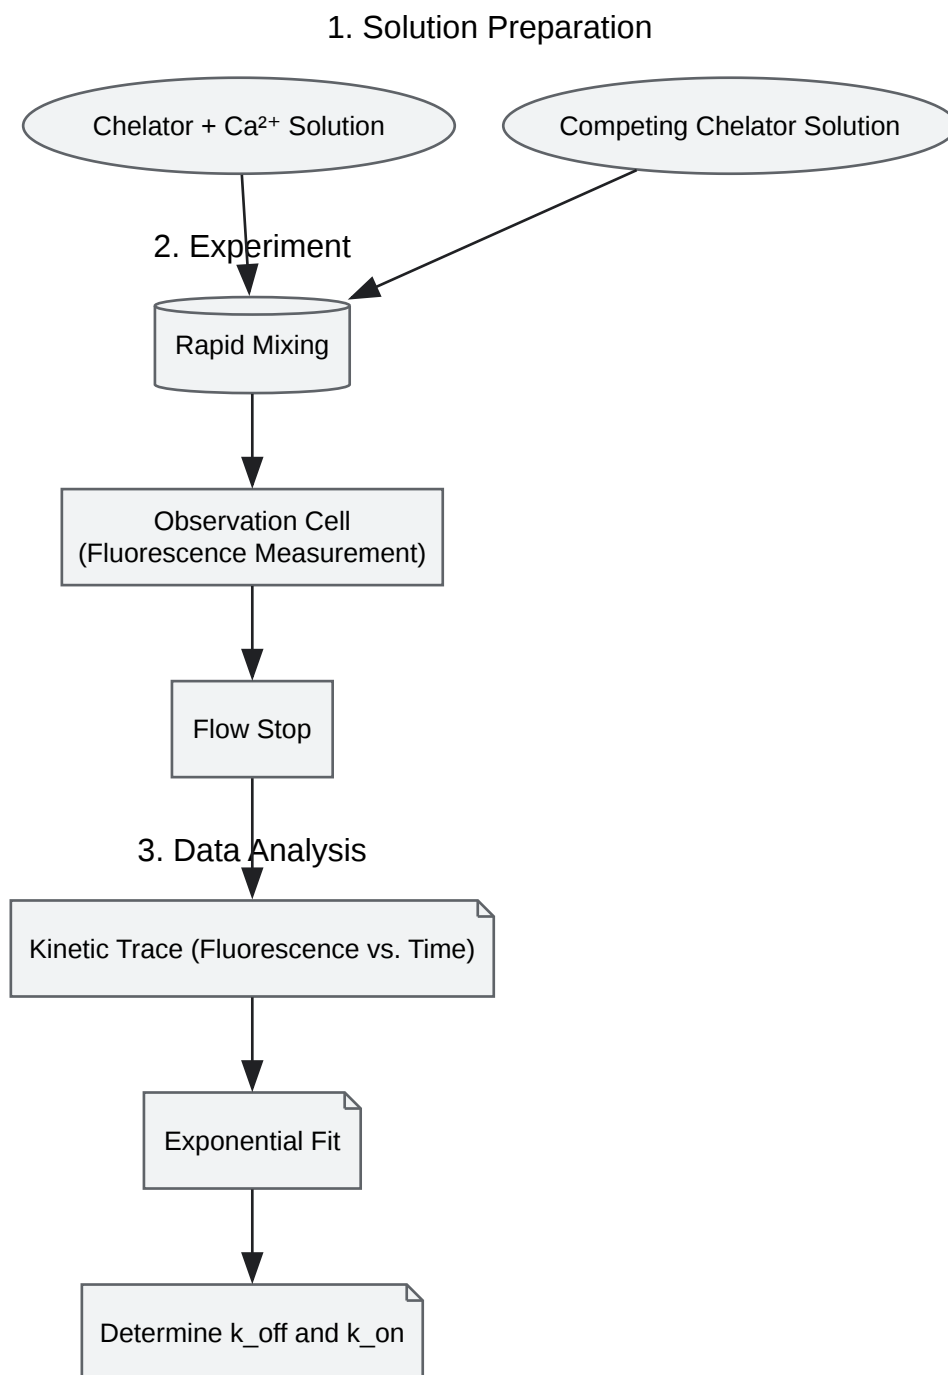 1. Solution Preparation
Chelator + Ca²⁺ Solution
Competing Chelator Solution
2. Experiment
Rapid Mixing
Observation Cell
(Fluorescence Measurement)
Flow Stop
3. Data Analysis
Kinetic Trace (Fluorescence vs. Time)
Exponential Fit
Determine k_off and k_on